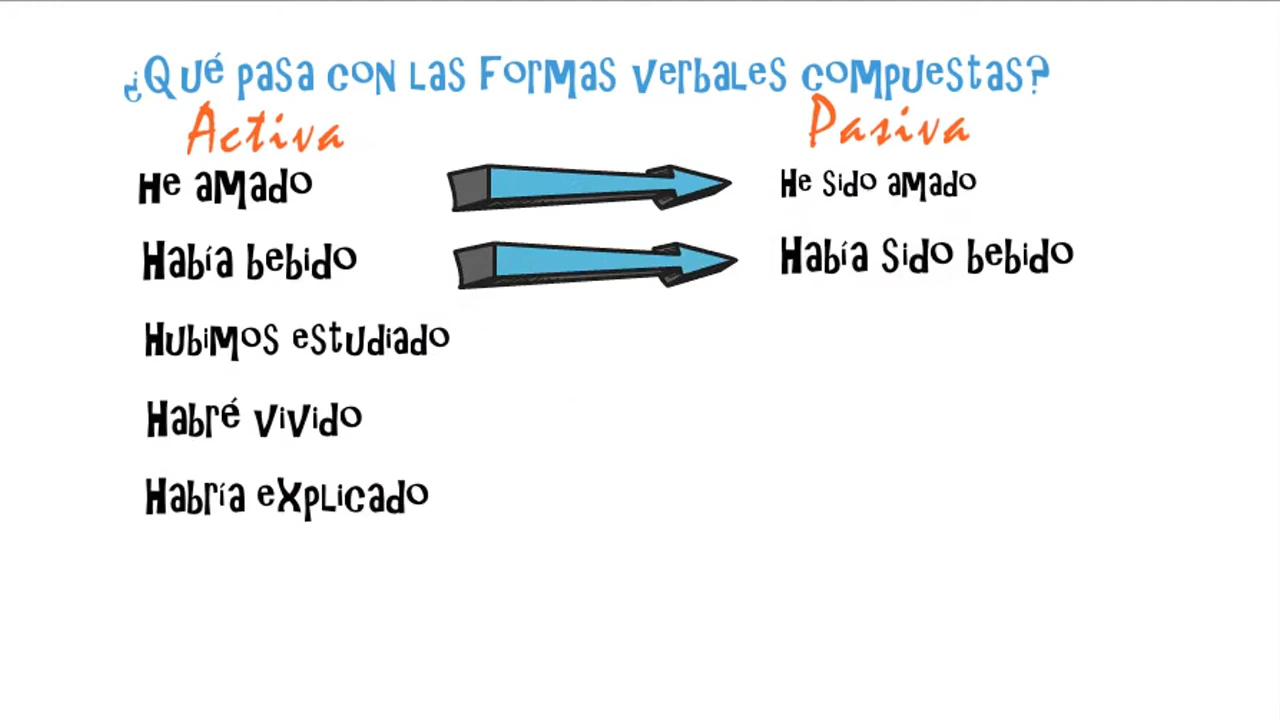 ¿Qué pasa con las formas verbales compuestas?
Activa
Pasiva
He amado
He sido amado
Había bebido
Había sido bebido
Hubimos estudiado
Habré vivido
Habría explicado